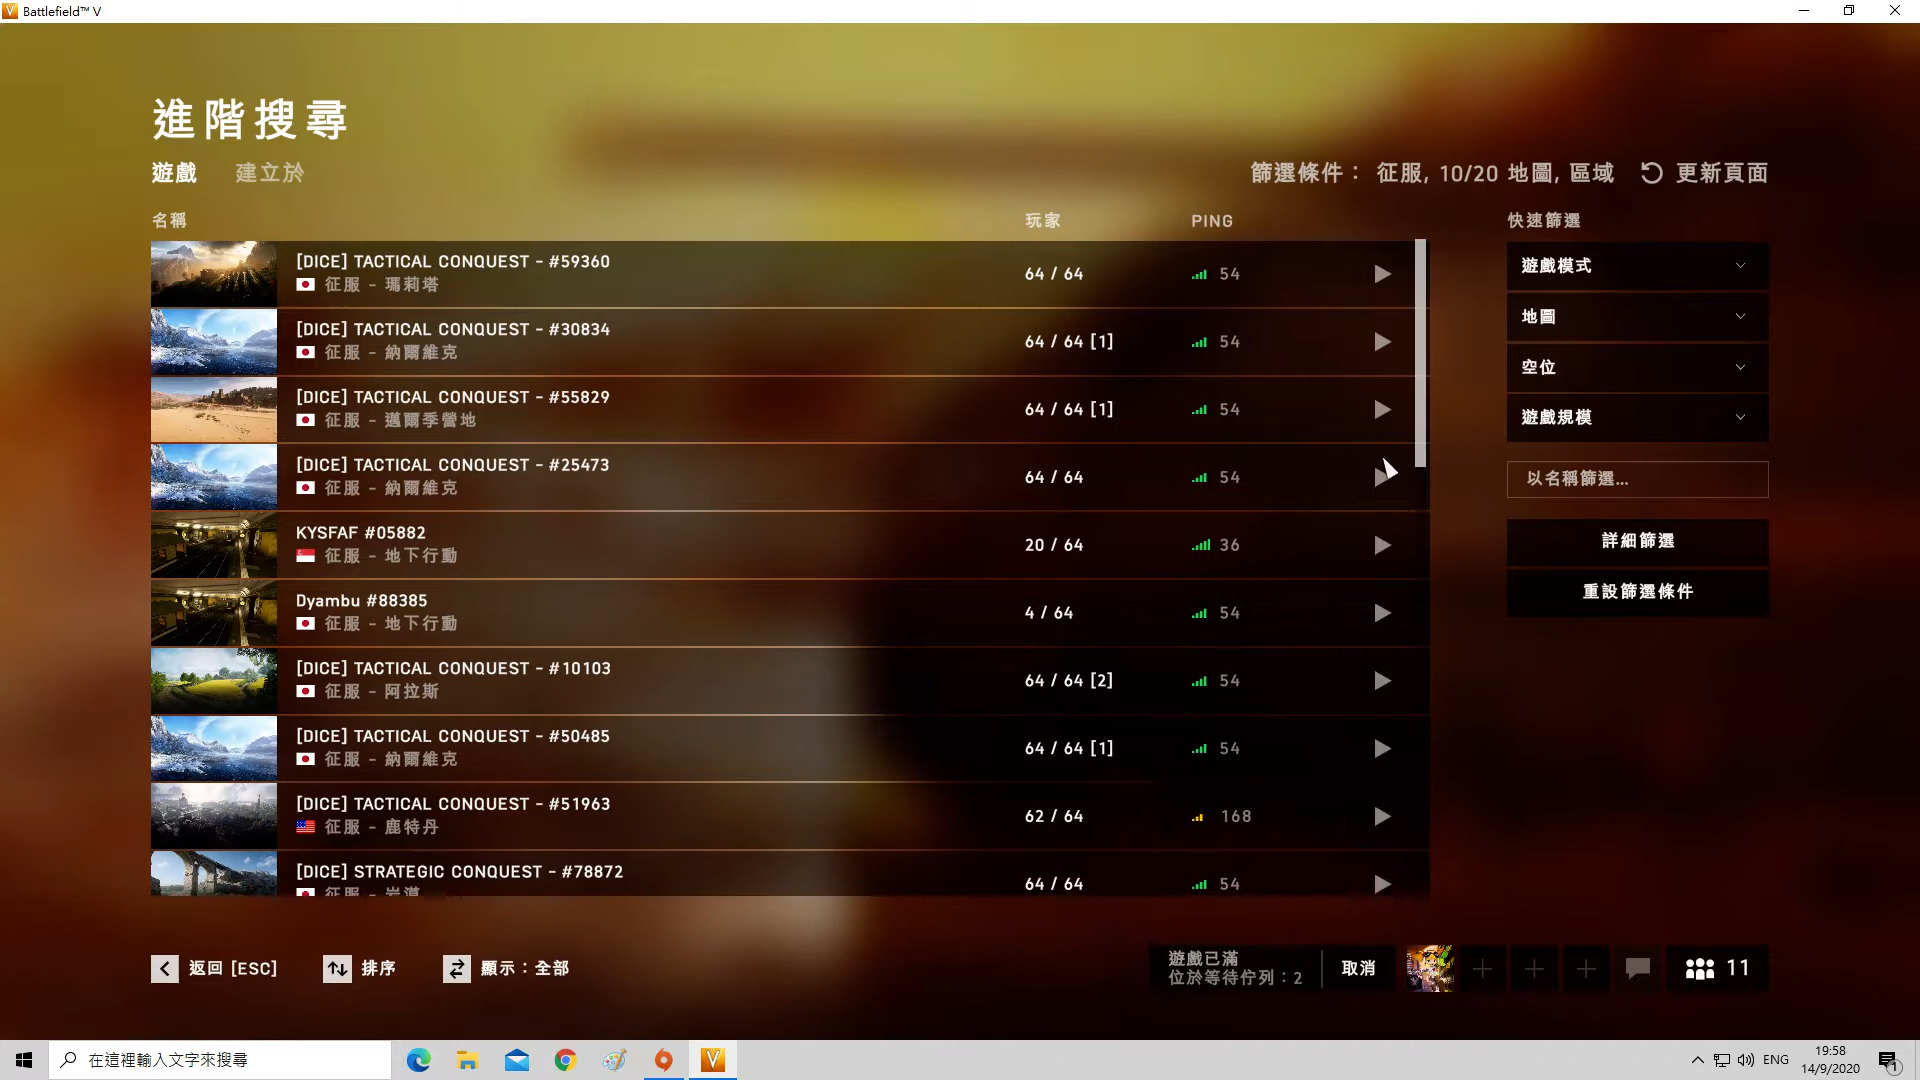 Battlefield™ V
進階搜尋
遊戲 建立於
篩選條件： 征服, 10/20 地圖, 區域 更新頁面
名稱 玩家 PING 快速篩選
[DICE] TACTICAL CONQUEST - #59360
征服 - 瑪莉塔
64 / 64 54
[DICE] TACTICAL CONQUEST - #30834
征服 - 納爾維克
64 / 64 [1] 54
[DICE] TACTICAL CONQUEST - #55829
征服 - 邁爾季營地
64 / 64 [1] 54
[DICE] TACTICAL CONQUEST - #25473
征服 - 納爾維克
64 / 64 54
KYSFAF #05882
征服 - 地下行動
20 / 64 36
Dyambu #88385
征服 - 地下行動
4 / 64 54
[DICE] TACTICAL CONQUEST - #10103
征服 - 阿拉斯
64 / 64 [2] 54
[DICE] TACTICAL CONQUEST - #50485
征服 - 納爾維克
64 / 64 [1] 54
[DICE] TACTICAL CONQUEST - #51963
征服 - 鹿特丹
62 / 64 168
[DICE] STRATEGIC CONQUEST - #78872
征服 -
64 / 64 54
遊戲模式
地圖
空位
遊戲規模
以名稱篩選...
詳細篩選
重設篩選條件
返回 [ESC] 排序 顯示：全部
遊戲已滿
位於等待佇列：2
取消
11
在這裡輸入文字來搜尋
ENG
19:58
14/9/2020
1